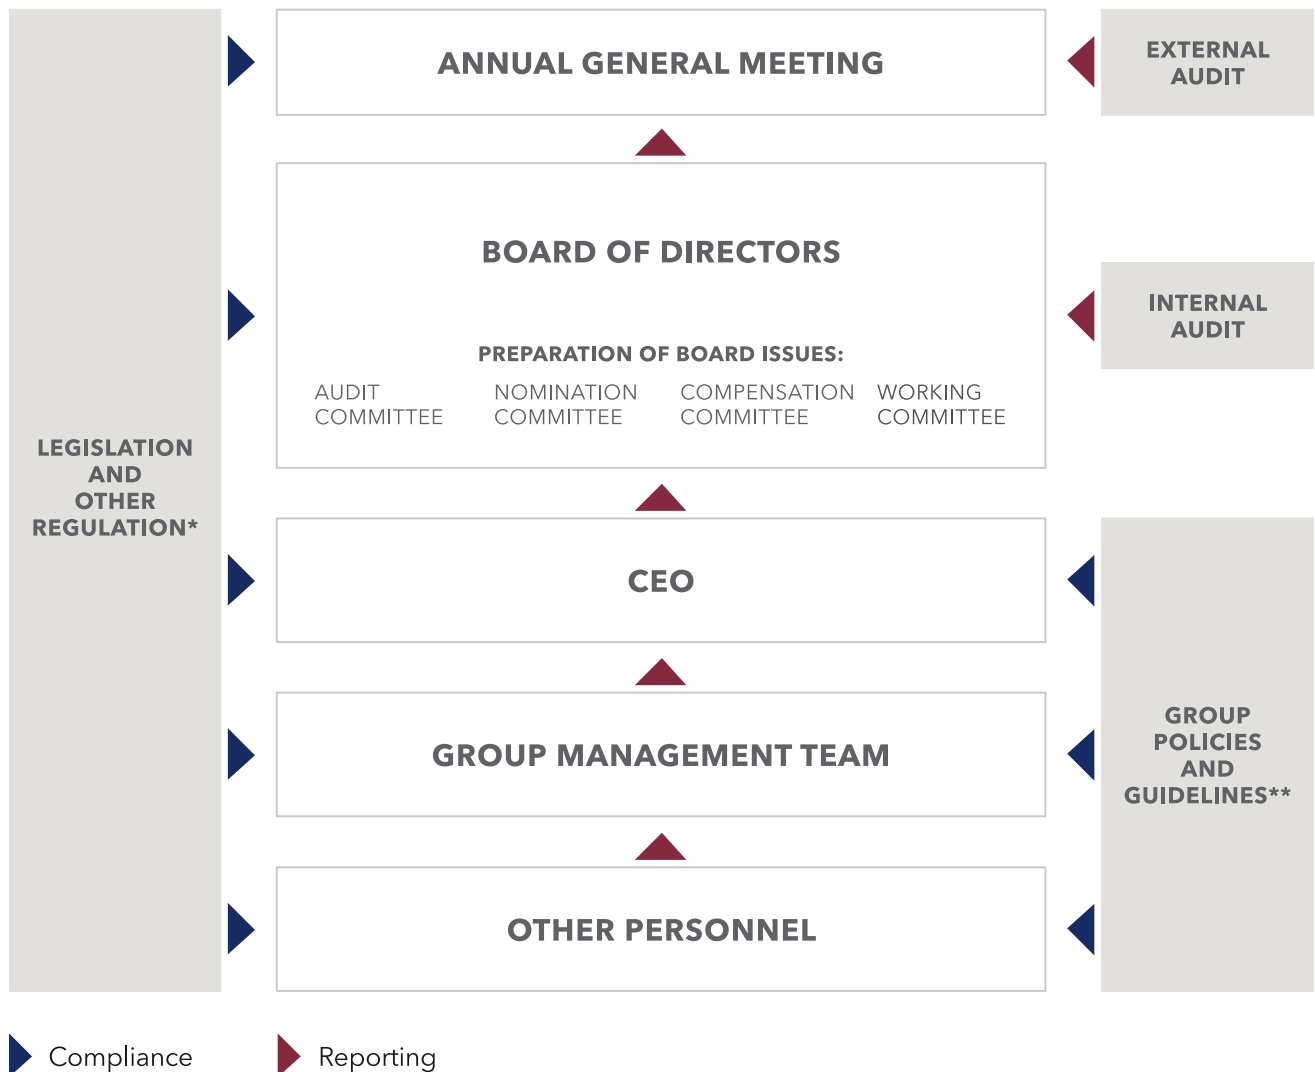 ANNUAL GENERAL MEETING
EXTERNAL
AUDIT
BOARD OF DIRECTORS
INTERNAL
AUDIT
PREPARATION OF BOARD ISSUES:
AUDIT
COMMITTEE
NOMINATION
COMMITTEE
COMPENSATION
COMMITTEE
WORKING
COMMITTEE
LEGISLATION
AND
OTHER
REGULATION*
CEO
GROUP MANAGEMENT TEAM
GROUP
POLICIES
AND
GUIDELINES**
OTHER PERSONNEL
Compliance
Reporting